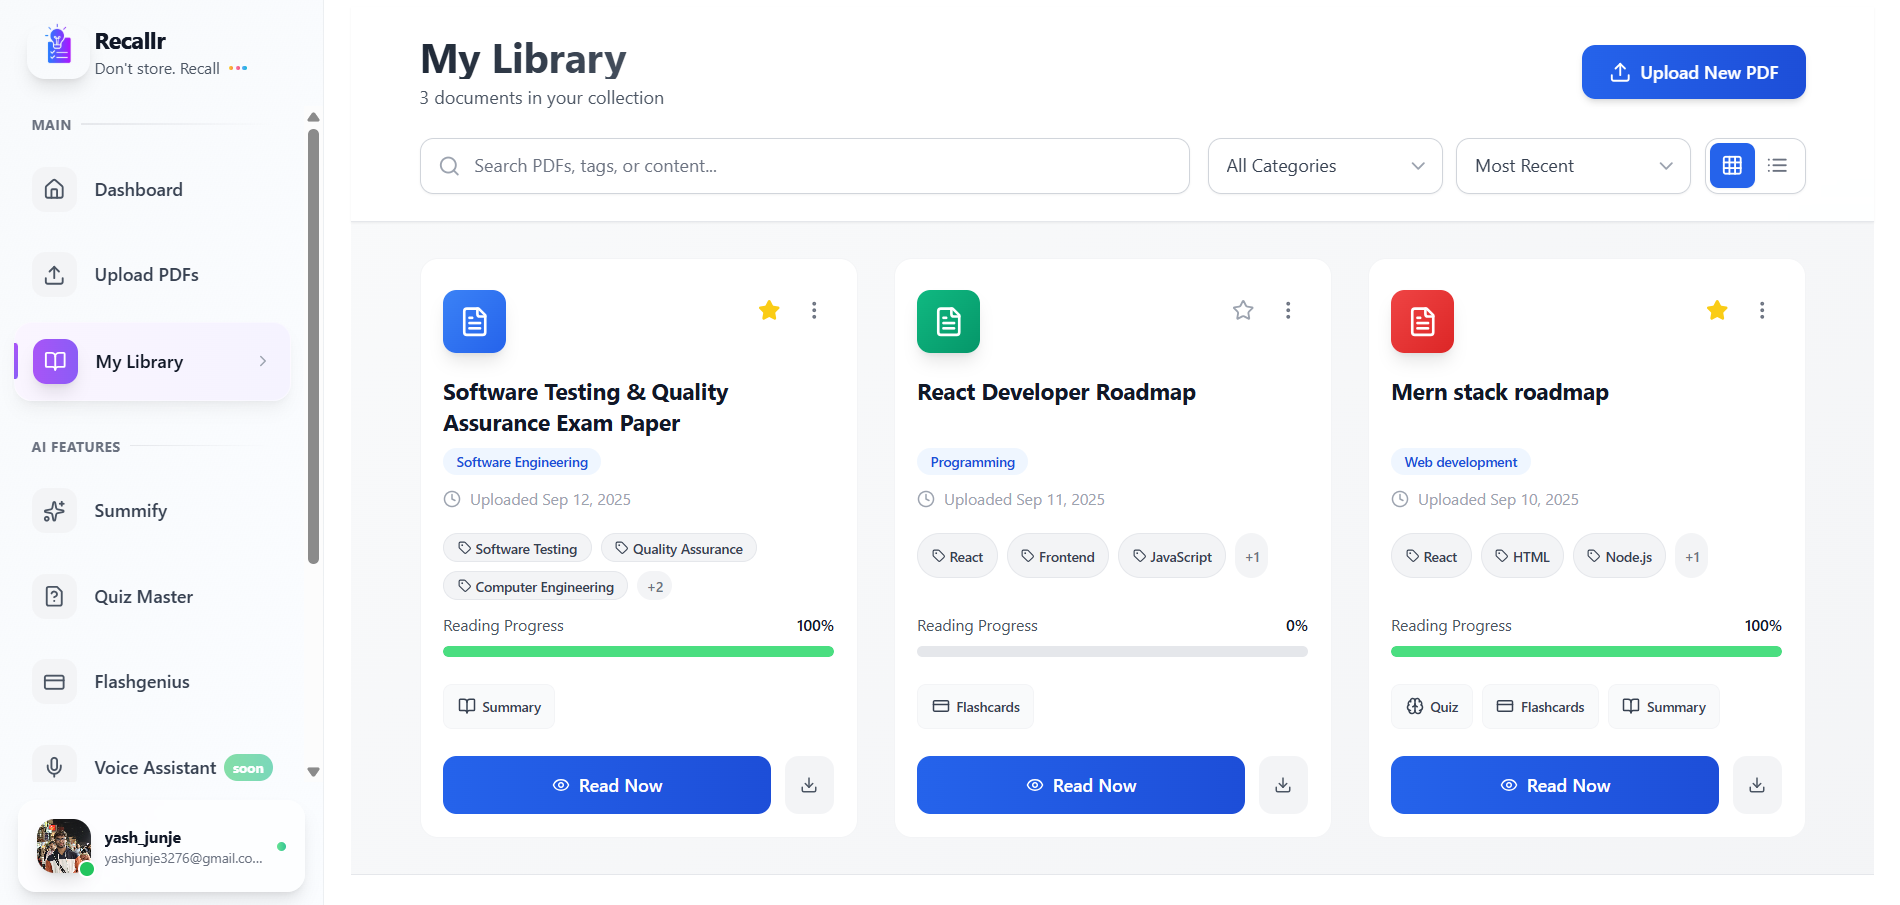 Recallr
Don't store. Recall
MAIN
Dashboard
Upload PDFs
My Library
AI FEATURES
Summify
Quiz Master
Flashgenius
Voice Assistant soon
yash_junje
yashjunje3276@gmail.co...
My Library
3 documents in your collection
Upload New PDF
Search PDFs, tags, or content...
All Categories
Most Recent
Software Testing & Quality
Assurance Exam Paper
Software Engineering
Uploaded Sep 12, 2025
Software Testing
Quality Assurance
Computer Engineering
+2
Reading Progress 100%
Summary
Read Now
React Developer Roadmap
Programming
Uploaded Sep 11, 2025
React
Frontend
JavaScript
+1
Reading Progress 0%
Flashcards
Read Now
Mern stack roadmap
Web development
Uploaded Sep 10, 2025
React
HTML
Node.js
+1
Reading Progress 100%
Quiz
Flashcards
Summary
Read Now